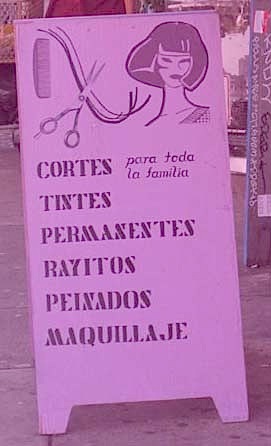 CORTES para toda
la familia
TINTES
PERMANENTES
RAYITOS
PEINADOS
MAQUILLAJE